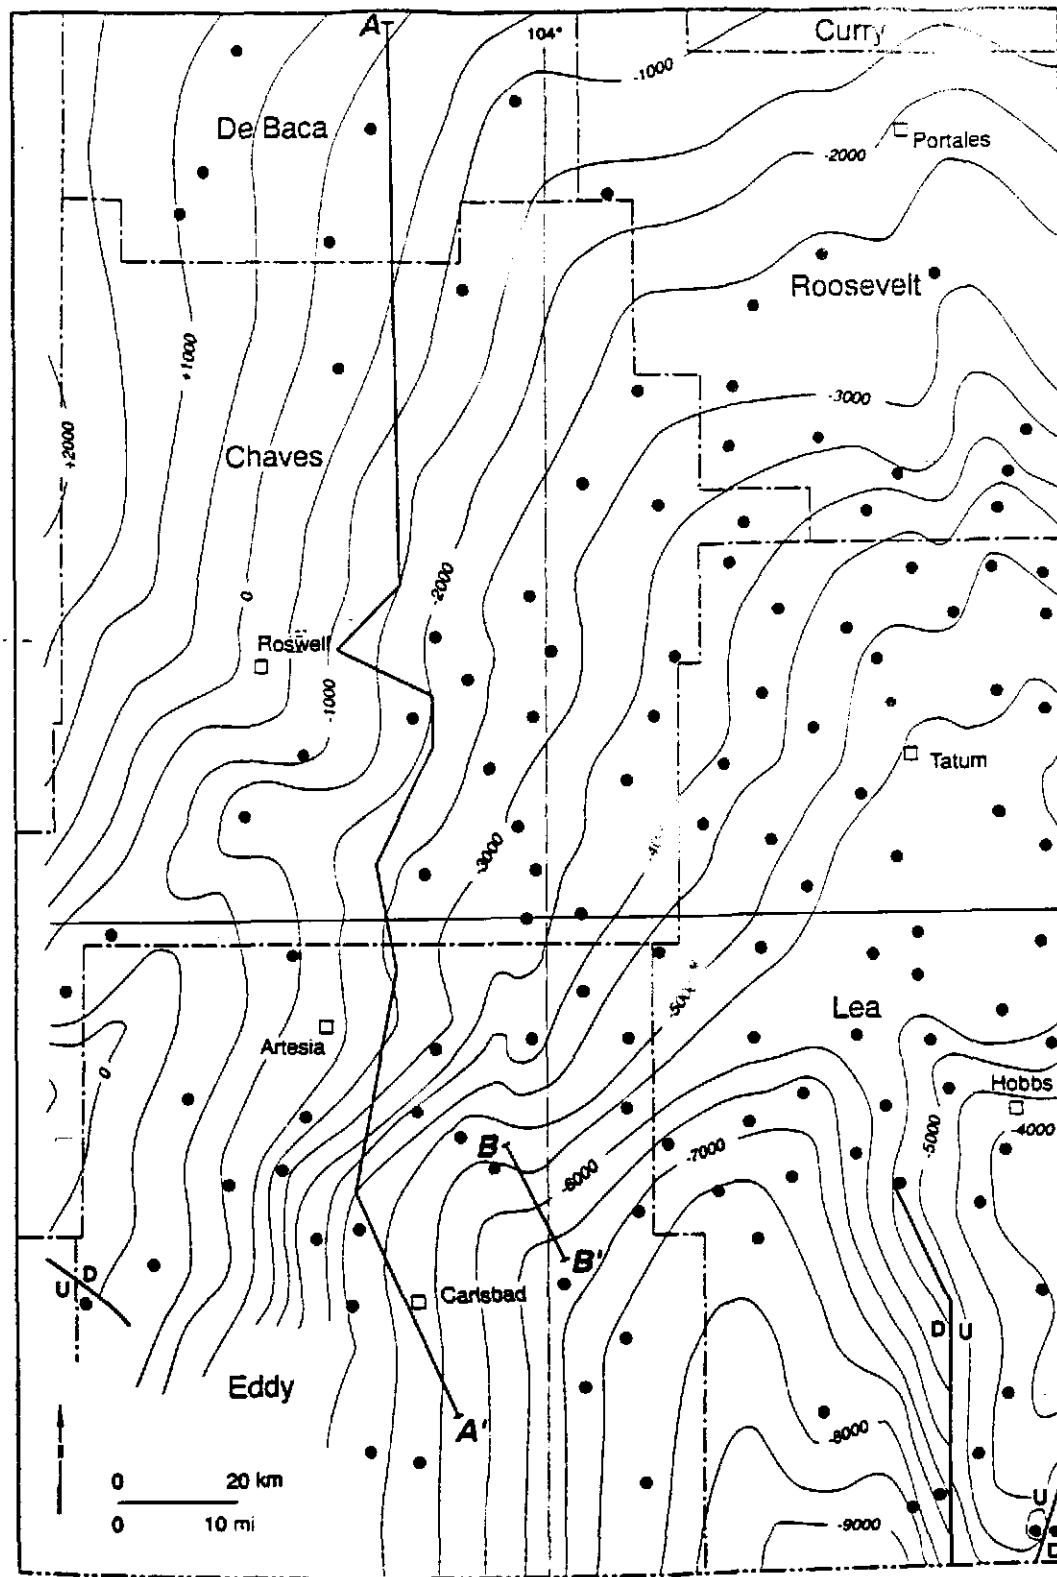 A
104°
Curry
-1000
De Baca
Portales
-2000
Roosevelt
+1000
-3000
+2000
Chaves
0
-2000
Roswell
-1000
Tatum
-3000
-5000
Lea
Artesia
0
Hobbs
-4000
-5000
B
-6000
-7000
B'
D
U
Carlsbad
D
U
Eddy
A'
-8000
0 20 km
0 10 mi
U
-9000
D